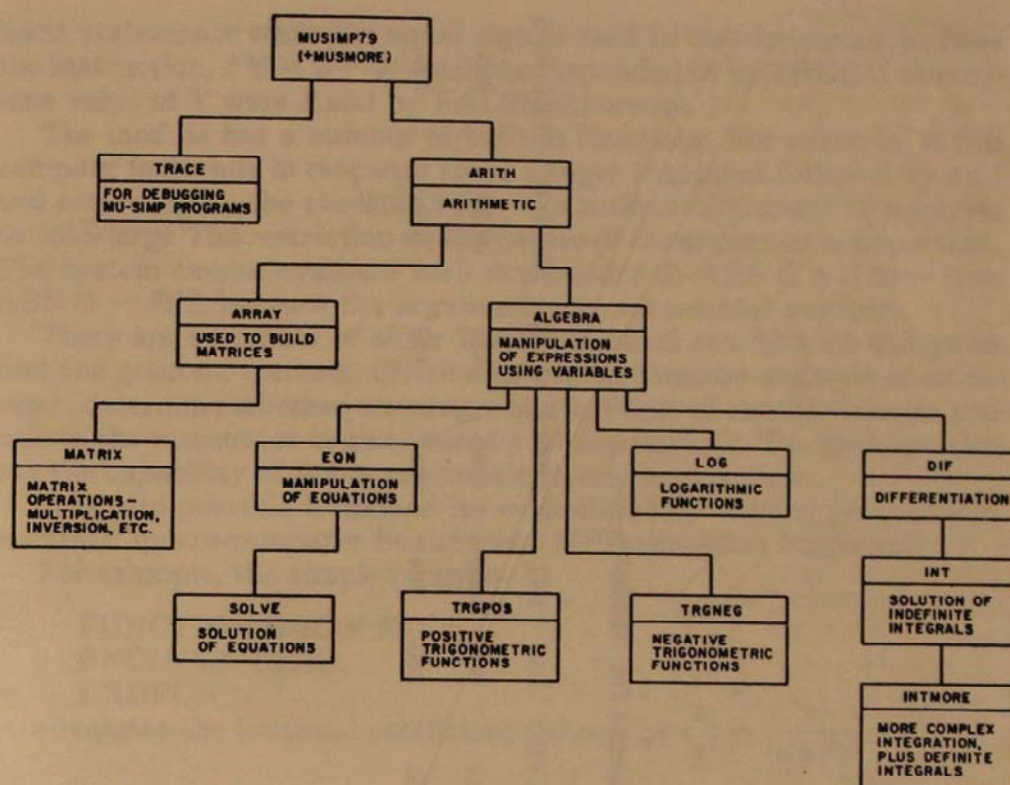 MUSIMP79
(+MUSMORE)
TRACE
FOR DEBUGGING
MU-SIMP PROGRAMS
ARITH
ARITHMETIC
ARRAY
USED TO BUILD
MATRICES
ALGEBRA
MANIPULATION
OF EXPRESSIONS
USING VARIABLES
MATRIX
MATRIX
OPERATIONS—
MULTIPLICATION,
INVERSION, ETC.
EQN
MANIPULATION
OF EQUATIONS
LOG
LOGARITHMIC
FUNCTIONS
DIF
DIFFERENTIATION
SOLVE
SOLUTION
OF EQUATIONS
TRGPOS
POSITIVE
TRIGONOMETRIC
FUNCTIONS
TRGNEG
NEGATIVE
TRIGONOMETRIC
FUNCTIONS
INT
SOLUTION OF
INDEFINITE
INTEGRALS
INTMORE
MORE COMPLEX
INTEGRATION,
PLUS DEFINITE
INTEGRALS